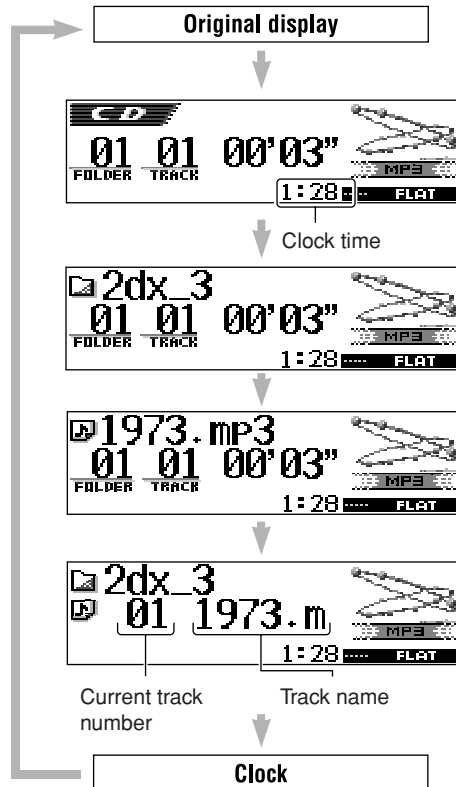 Original display
CD
01 01 00'03"
FOLDER TRACK MP3
1:28 FLAT
Clock time
2dx_3
01 01 00'03"
FOLDER TRACK MP3
1:28 FLAT
1973.mp3
01 01 00'03"
FOLDER TRACK MP3
1:28 FLAT
2dx_3
01 1973.m
MP3
1:28 FLAT
Current track
number
Track name
Clock